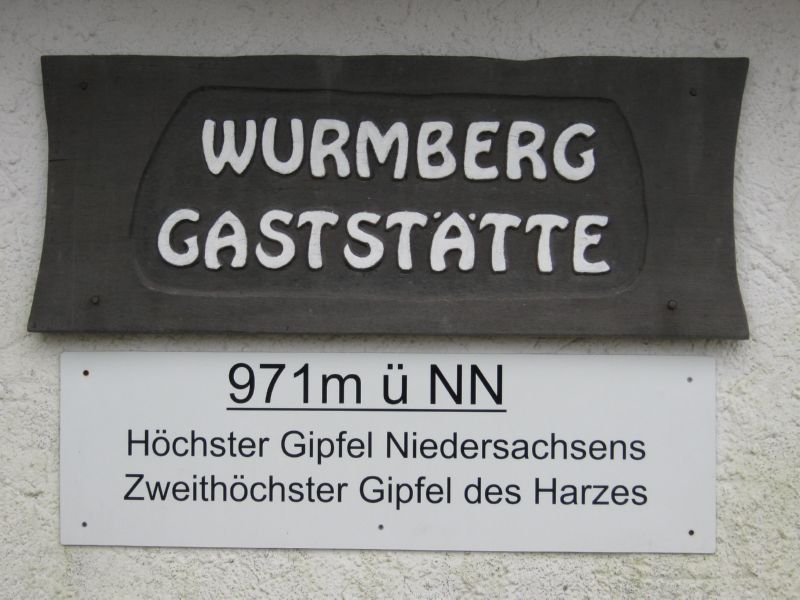 WURMBERG
GASTSTÄTTE
971m ü NN
Höchster Gipfel Niedersachsens
Zweithöchster Gipfel des Harzes